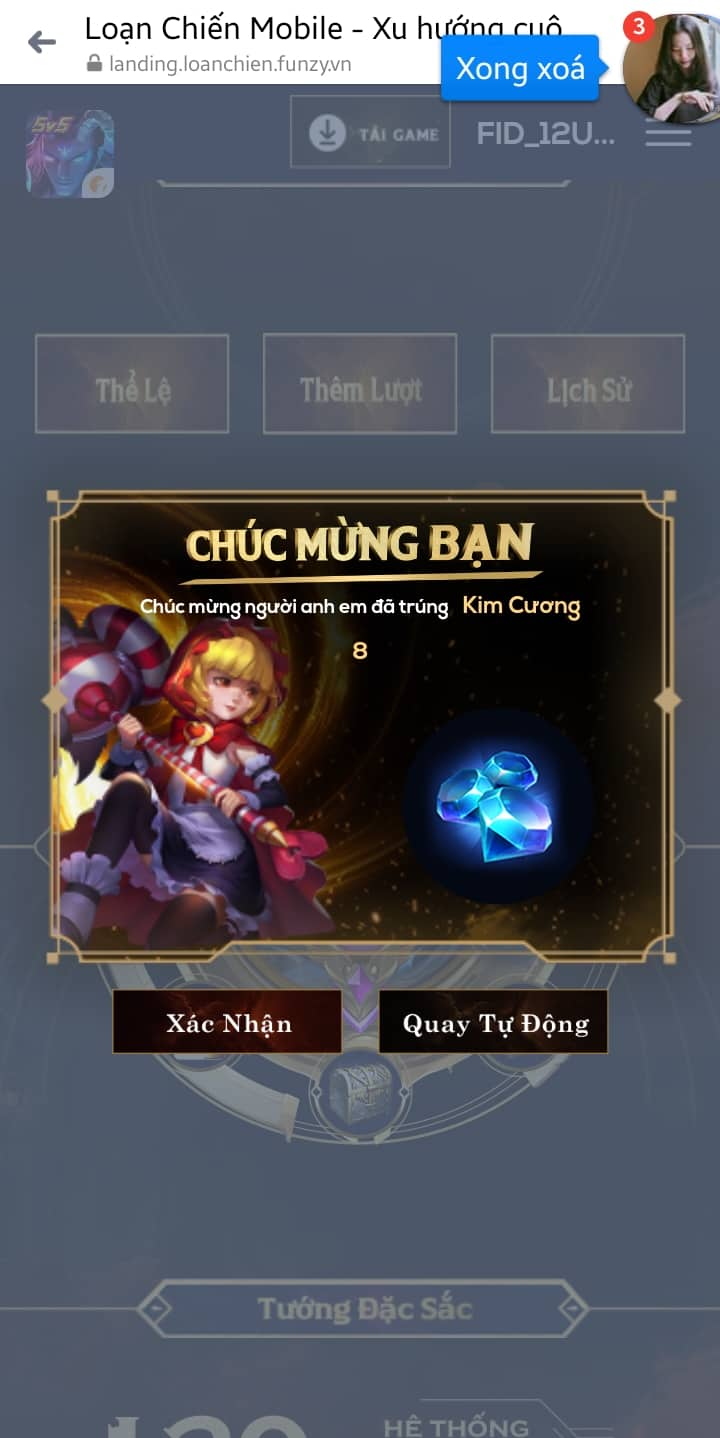 Loạn Chiến Mobile - Xu hướng cuộ
landing.loanchien.funzy.vn
Xong xoá
3
5v5
TẢI GAME
FID_12U...
Thể Lệ
Thêm Lượt
Lịch Sử
CHÚC MỪNG BẠN
Chúc mừng người anh em đã trúng Kim Cương
8
Xác Nhận
Quay Tự Động
Tướng Đặc Sắc
HỆ THỐNG